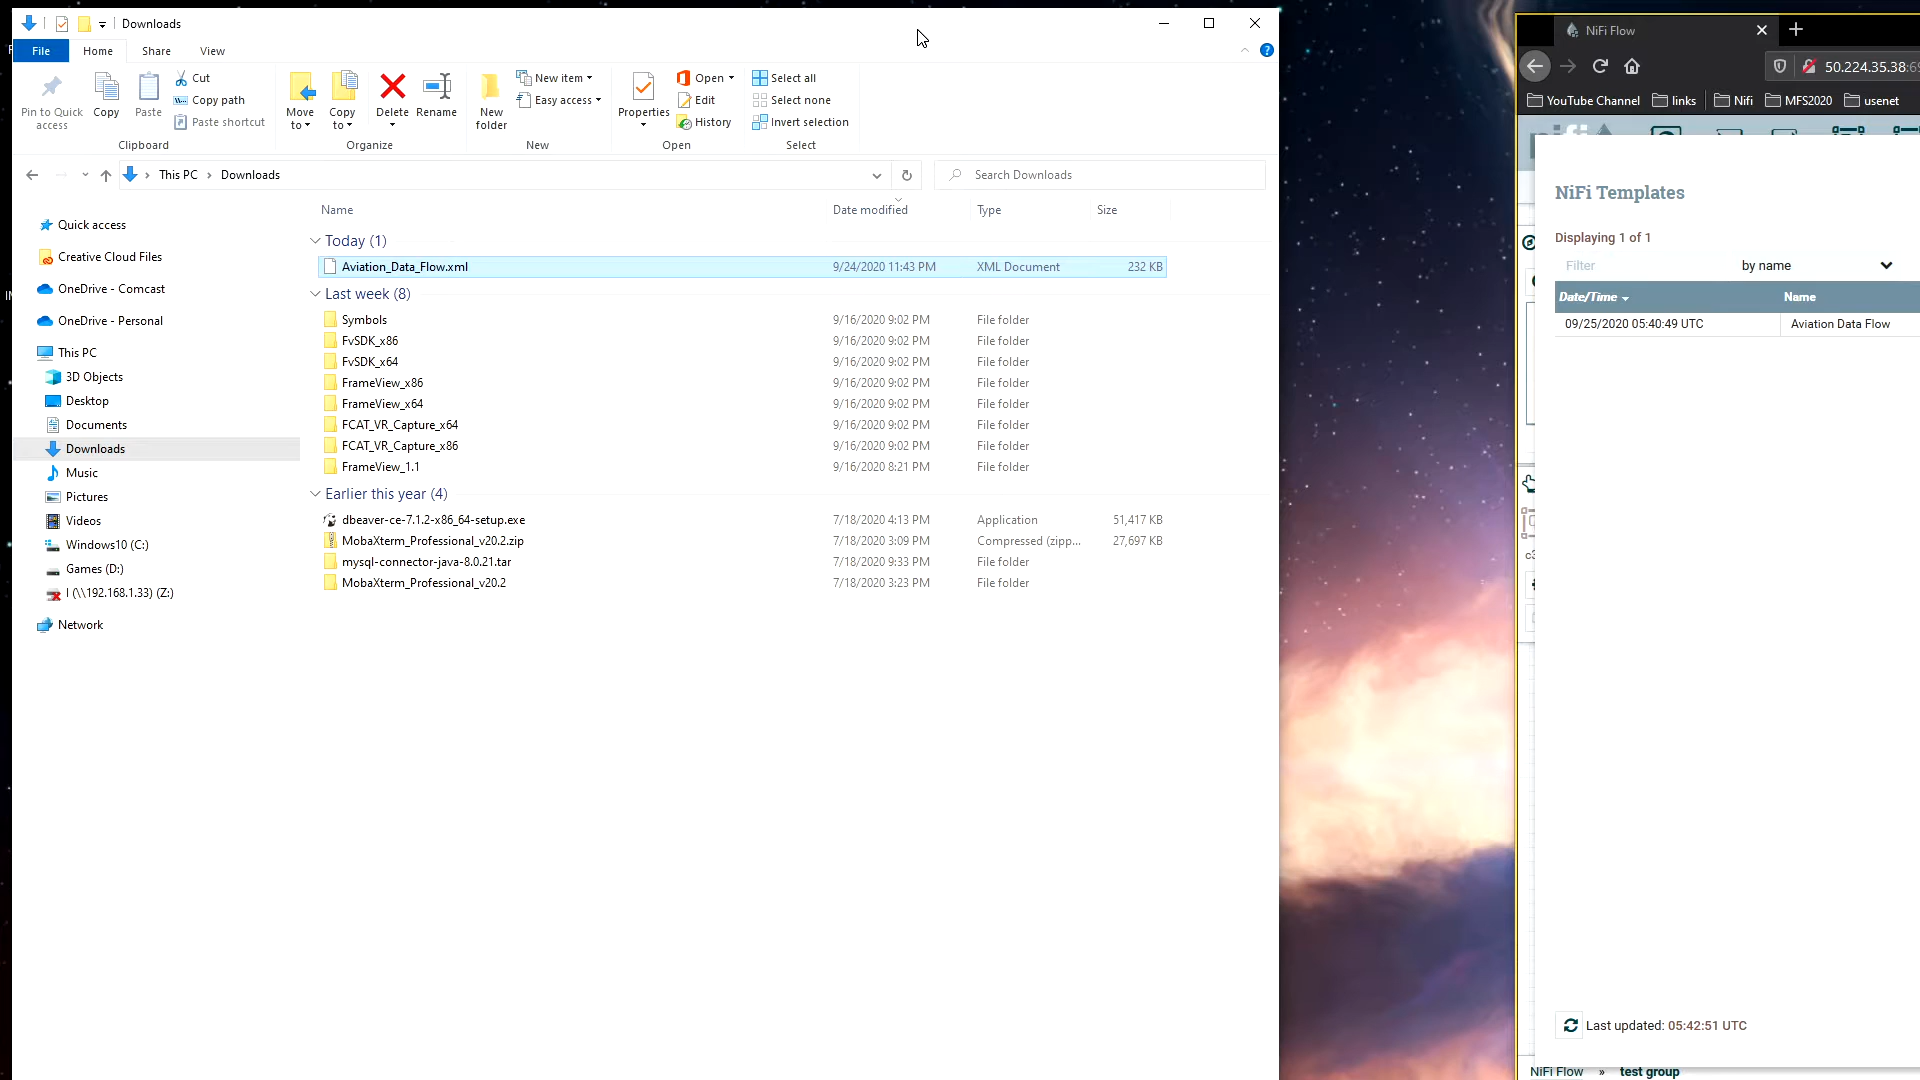 Downloads
File Home Share View
Pin to Quick access
Copy
Paste
Cut
Copy path
Paste shortcut
Clipboard
Move to
Copy to
Delete
Rename
Organize
New folder
New item
Easy access
New
Properties
Open
Edit
History
Open
Select all
Select none
Invert selection
Select
This PC > Downloads
Search Downloads
Name Date modified Type Size
Quick access
Creative Cloud Files
OneDrive - Comcast
OneDrive - Personal
This PC
3D Objects
Desktop
Documents
Downloads
Music
Pictures
Videos
Windows10 (C:)
Games (D:)
I (\\192.168.1.33) (Z:)
Network
Today (1)
Aviation_Data_Flow.xml 9/24/2020 11:43 PM XML Document 232 KB
Last week (8)
Symbols 9/16/2020 9:02 PM File folder
FvSDK_x86 9/16/2020 9:02 PM File folder
FvSDK_x64 9/16/2020 9:02 PM File folder
FrameView_x86 9/16/2020 9:02 PM File folder
FrameView_x64 9/16/2020 9:02 PM File folder
FCAT_VR_Capture_x64 9/16/2020 9:02 PM File folder
FCAT_VR_Capture_x86 9/16/2020 9:02 PM File folder
FrameView_1.1 9/16/2020 8:21 PM File folder
Earlier this year (4)
dbeaver-ce-7.1.2-x86_64-setup.exe 7/18/2020 4:13 PM Application 51,417 KB
MobaXterm_Professional_v20.2.zip 7/18/2020 3:09 PM Compressed (zipp... 27,697 KB
mysql-connector-java-8.0.21.tar 7/18/2020 9:33 PM File folder
MobaXterm_Professional_v20.2 7/18/2020 3:23 PM File folder
NiFi Flow
50.224.35.38:69
YouTube Channel links Nifi MFS2020 usenet
NiFi Templates
Displaying 1 of 1
Filter by name
Date/Time Name
09/25/2020 05:40:49 UTC Aviation Data Flow
Last updated: 05:42:51 UTC
NiFi Flow » test group